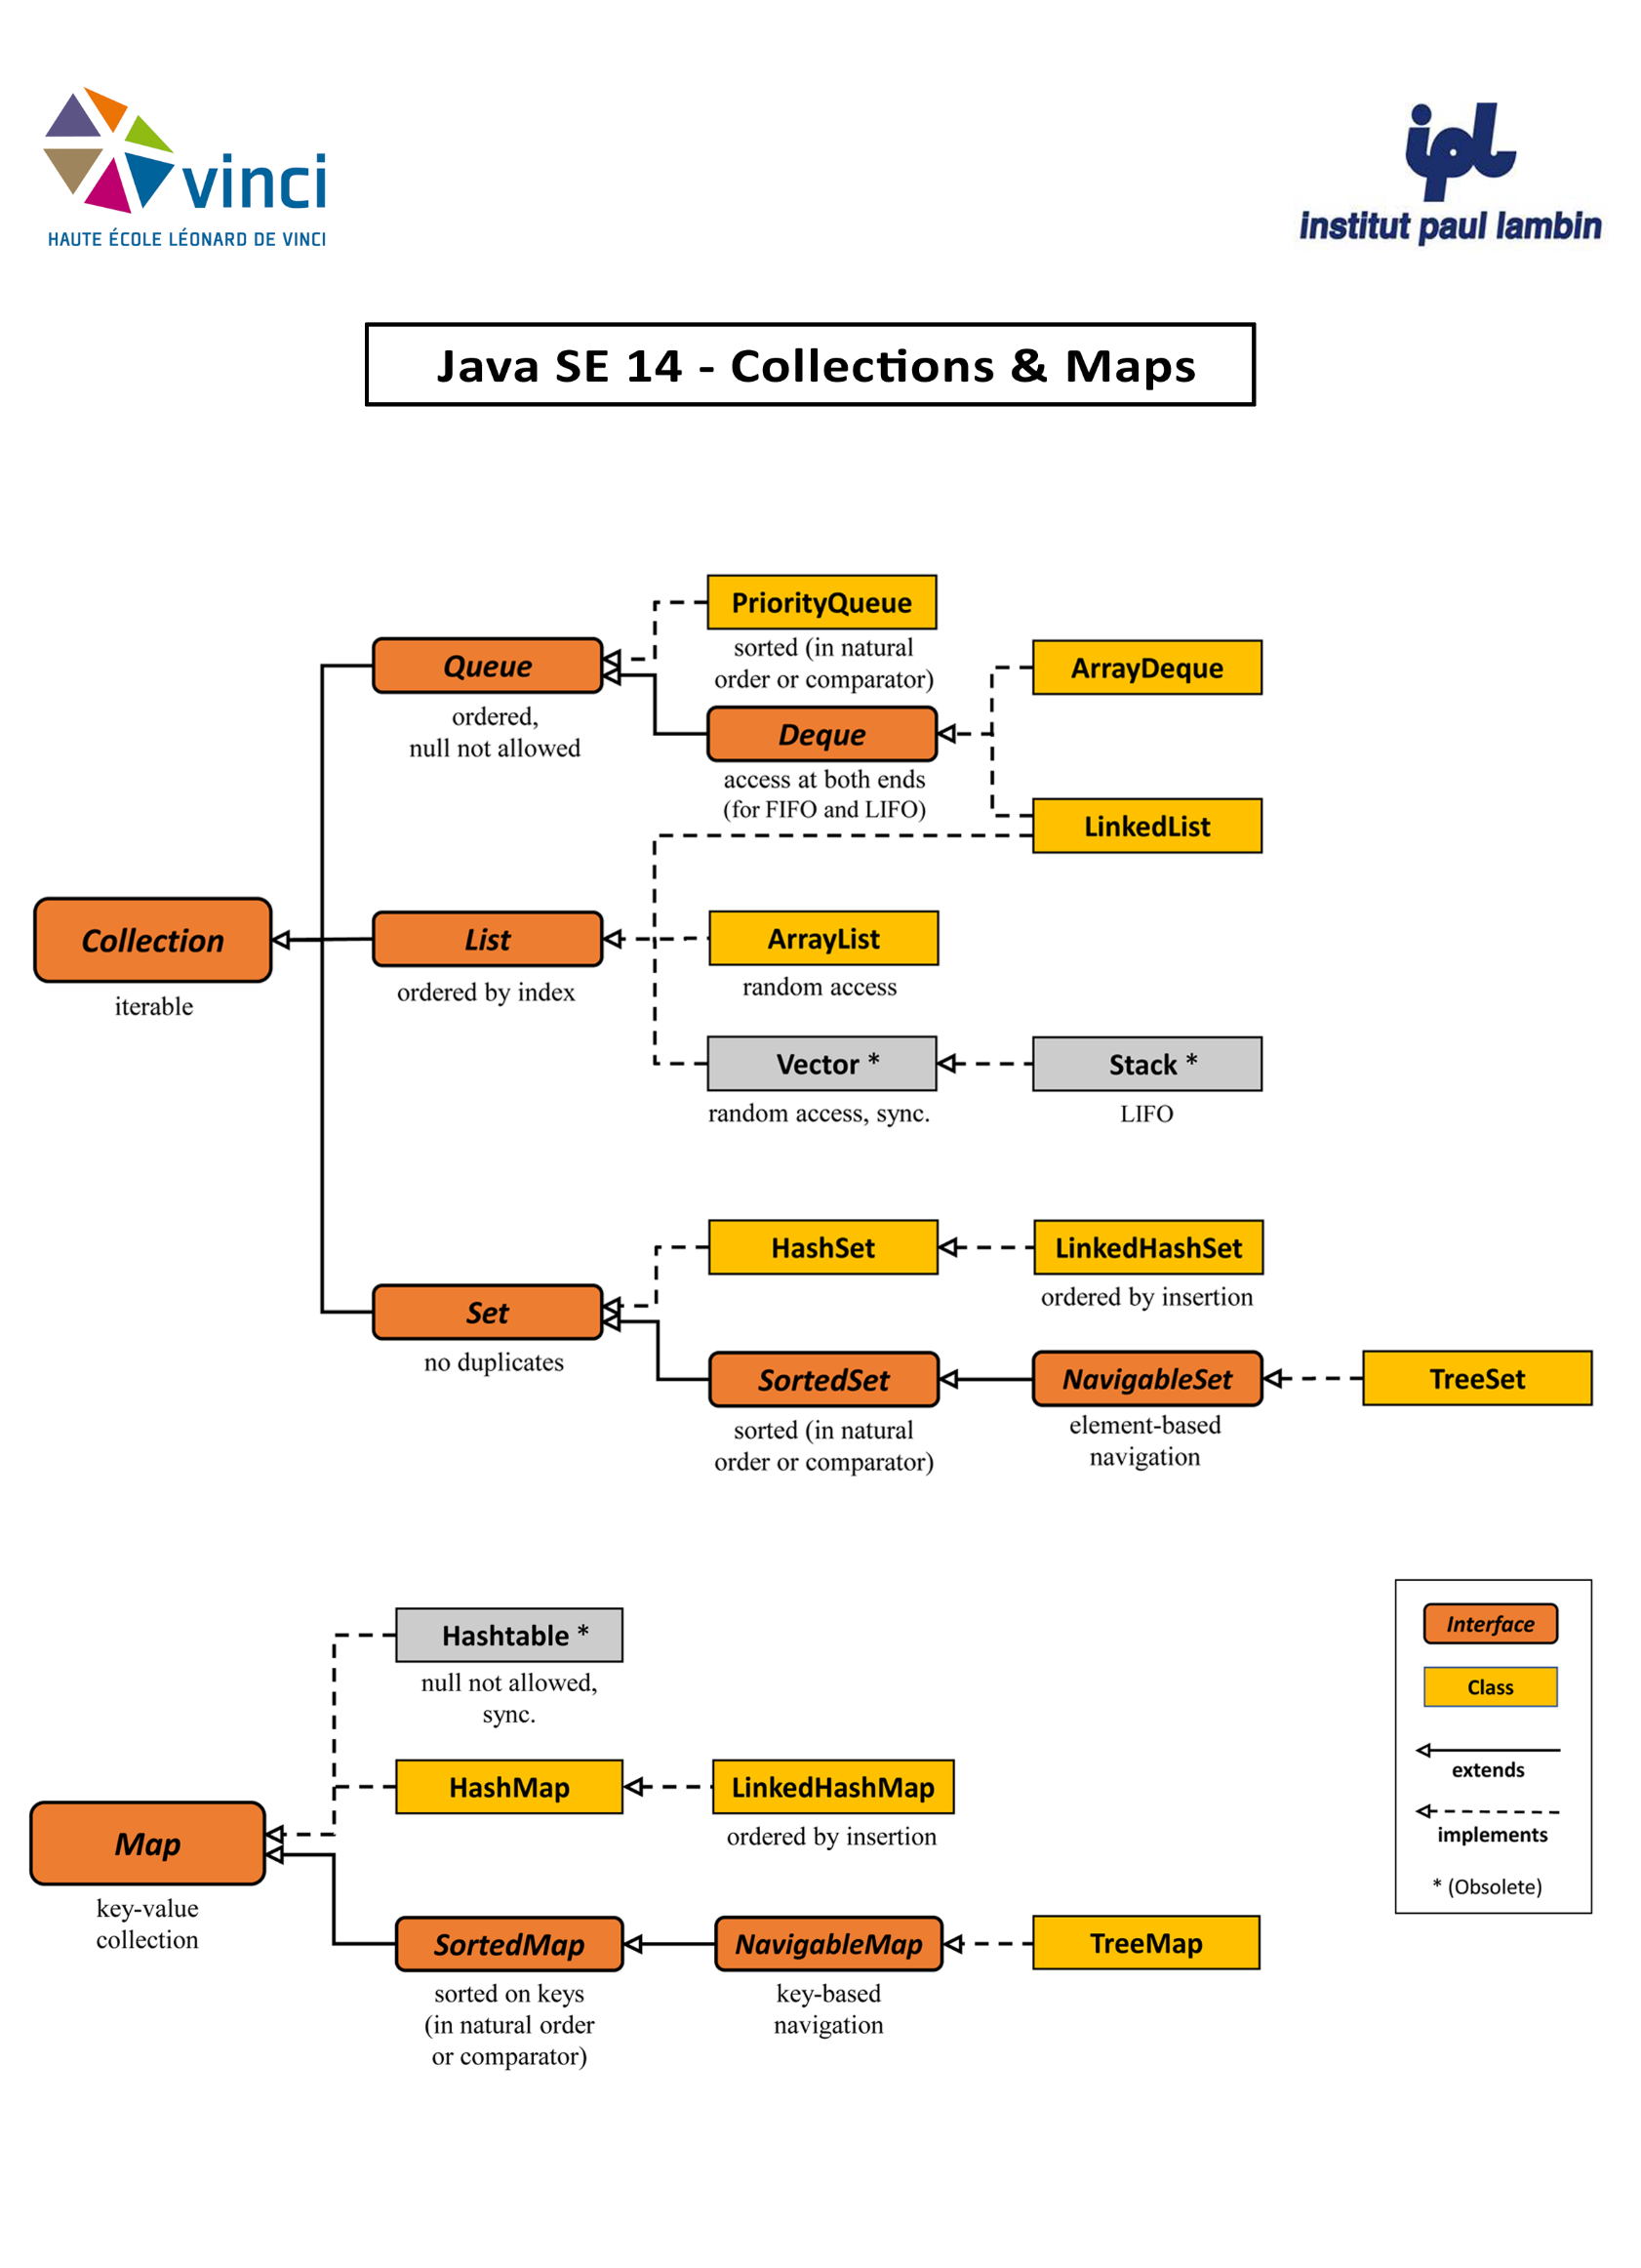 vinci
HAUTE ÉCOLE LÉONARD DE VINCI
ipl
institut paul lambin
Java SE 14 - Collections & Maps
PriorityQueue
sorted (in natural
order or comparator)
Queue
ordered,
null not allowed
ArrayDeque
Deque
access at both ends
(for FIFO and LIFO)
LinkedList
Collection
iterable
List
ordered by index
ArrayList
random access
Vector *
random access, sync.
Stack *
LIFO
HashSet
LinkedHashSet
ordered by insertion
Set
no duplicates
SortedSet
sorted (in natural
order or comparator)
NavigableSet
element-based
navigation
TreeSet
Hashtable *
null not allowed,
sync.
HashMap
LinkedHashMap
ordered by insertion
Map
key-value
collection
SortedMap
sorted on keys
(in natural order
or comparator)
NavigableMap
key-based
navigation
TreeMap
Interface
Class
extends
implements
* (Obsolete)